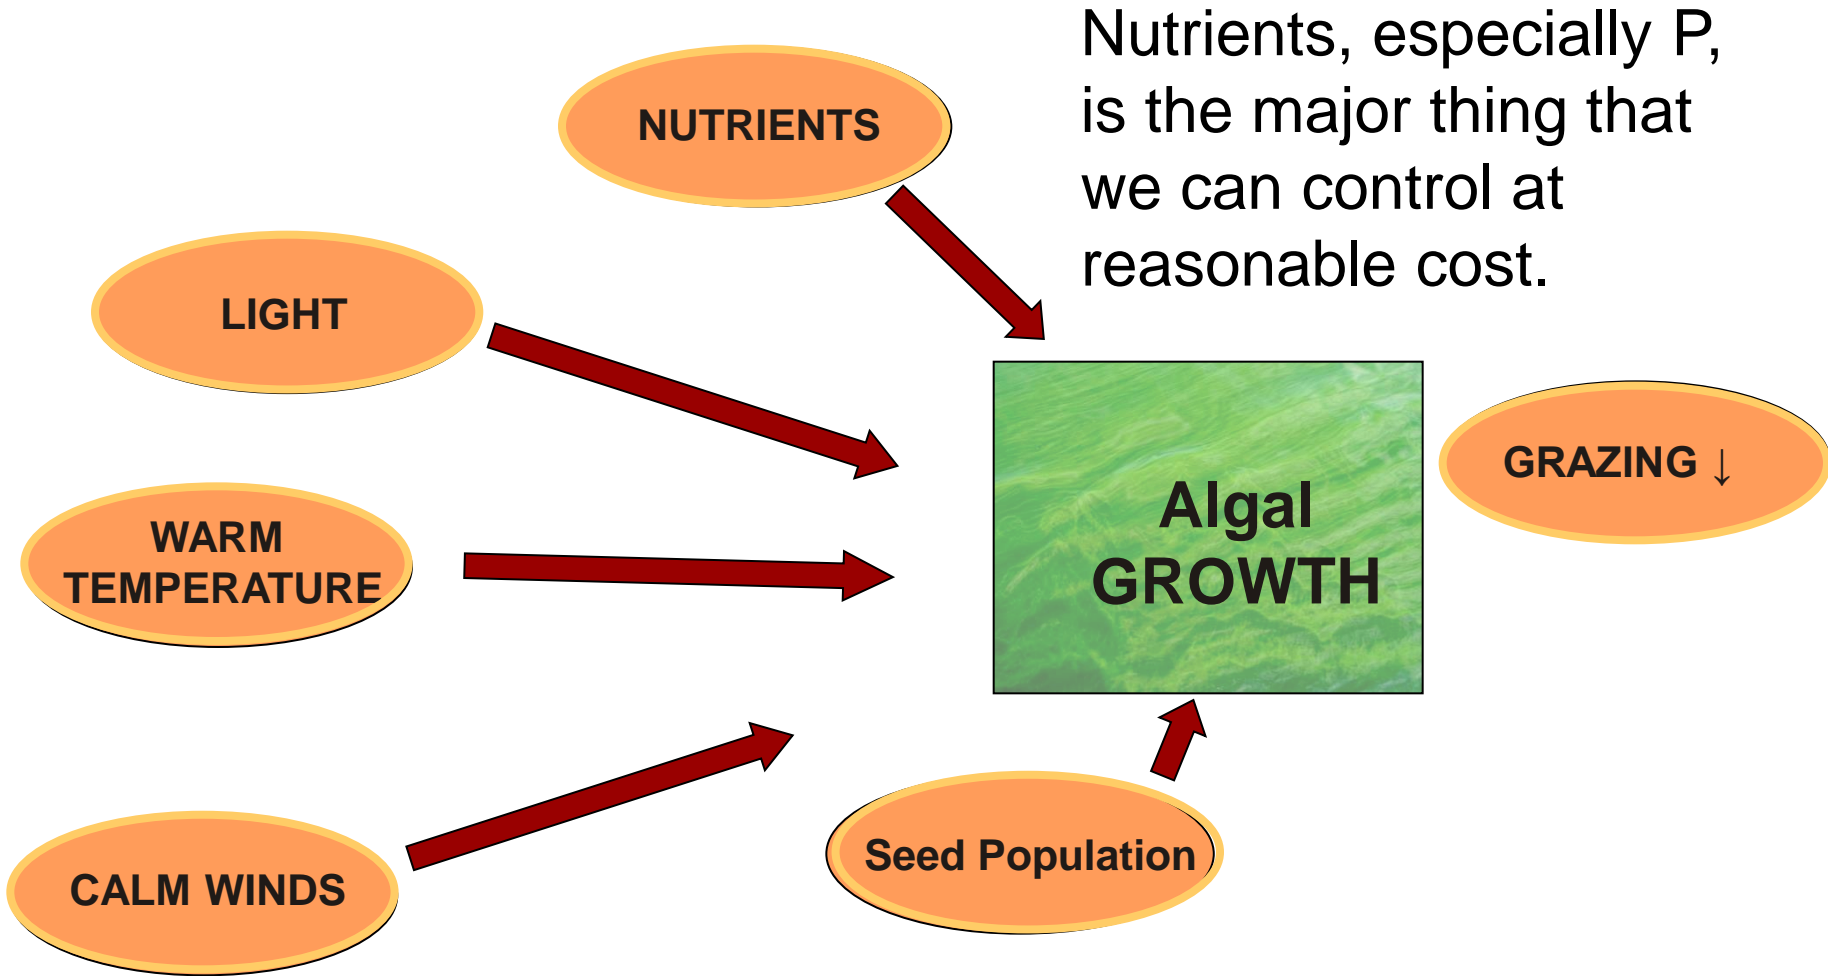 Nutrients, especially P,
is the major thing that
we can control at
reasonable cost.
NUTRIENTS
LIGHT
WARM
TEMPERATURE
CALM WINDS
Seed Population
Algal
GROWTH
GRAZING ↓